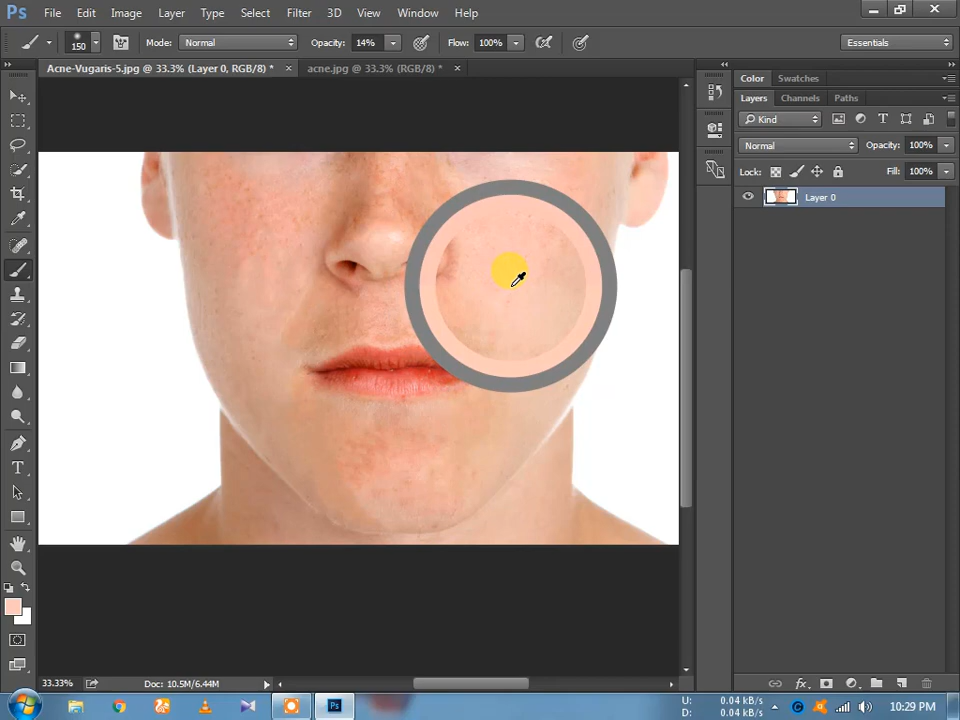 Ps File Edit Image Layer Type Select Filter 3D View Window Help
150 Mode: Normal Opacity: 14% Flow: 100% Essentials
Acne-Vugaris-5.jpg @ 33.3% (Layer 0, RGB/8) * × acne.jpg @ 33.3% (RGB/8) * ×
Color Swatches
Layers Channels Paths
Kind
Normal Opacity: 100%
Lock: Fill: 100%
Layer 0
33.33% Doc: 10.5M/6.44M
U: 0.04 kB/s
D: 0.04 kB/s
10:29 PM